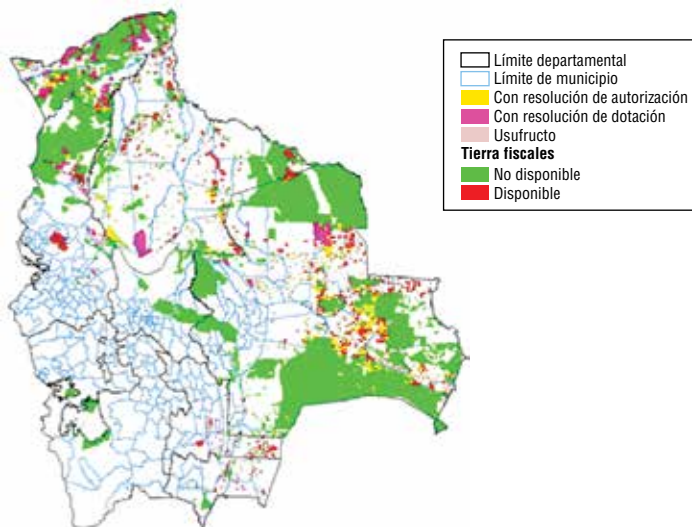 Límite departamental
Límite de municipio
Con resolución de autorización
Con resolución de dotación
Usufructo
Tierra fiscales
No disponible
Disponible